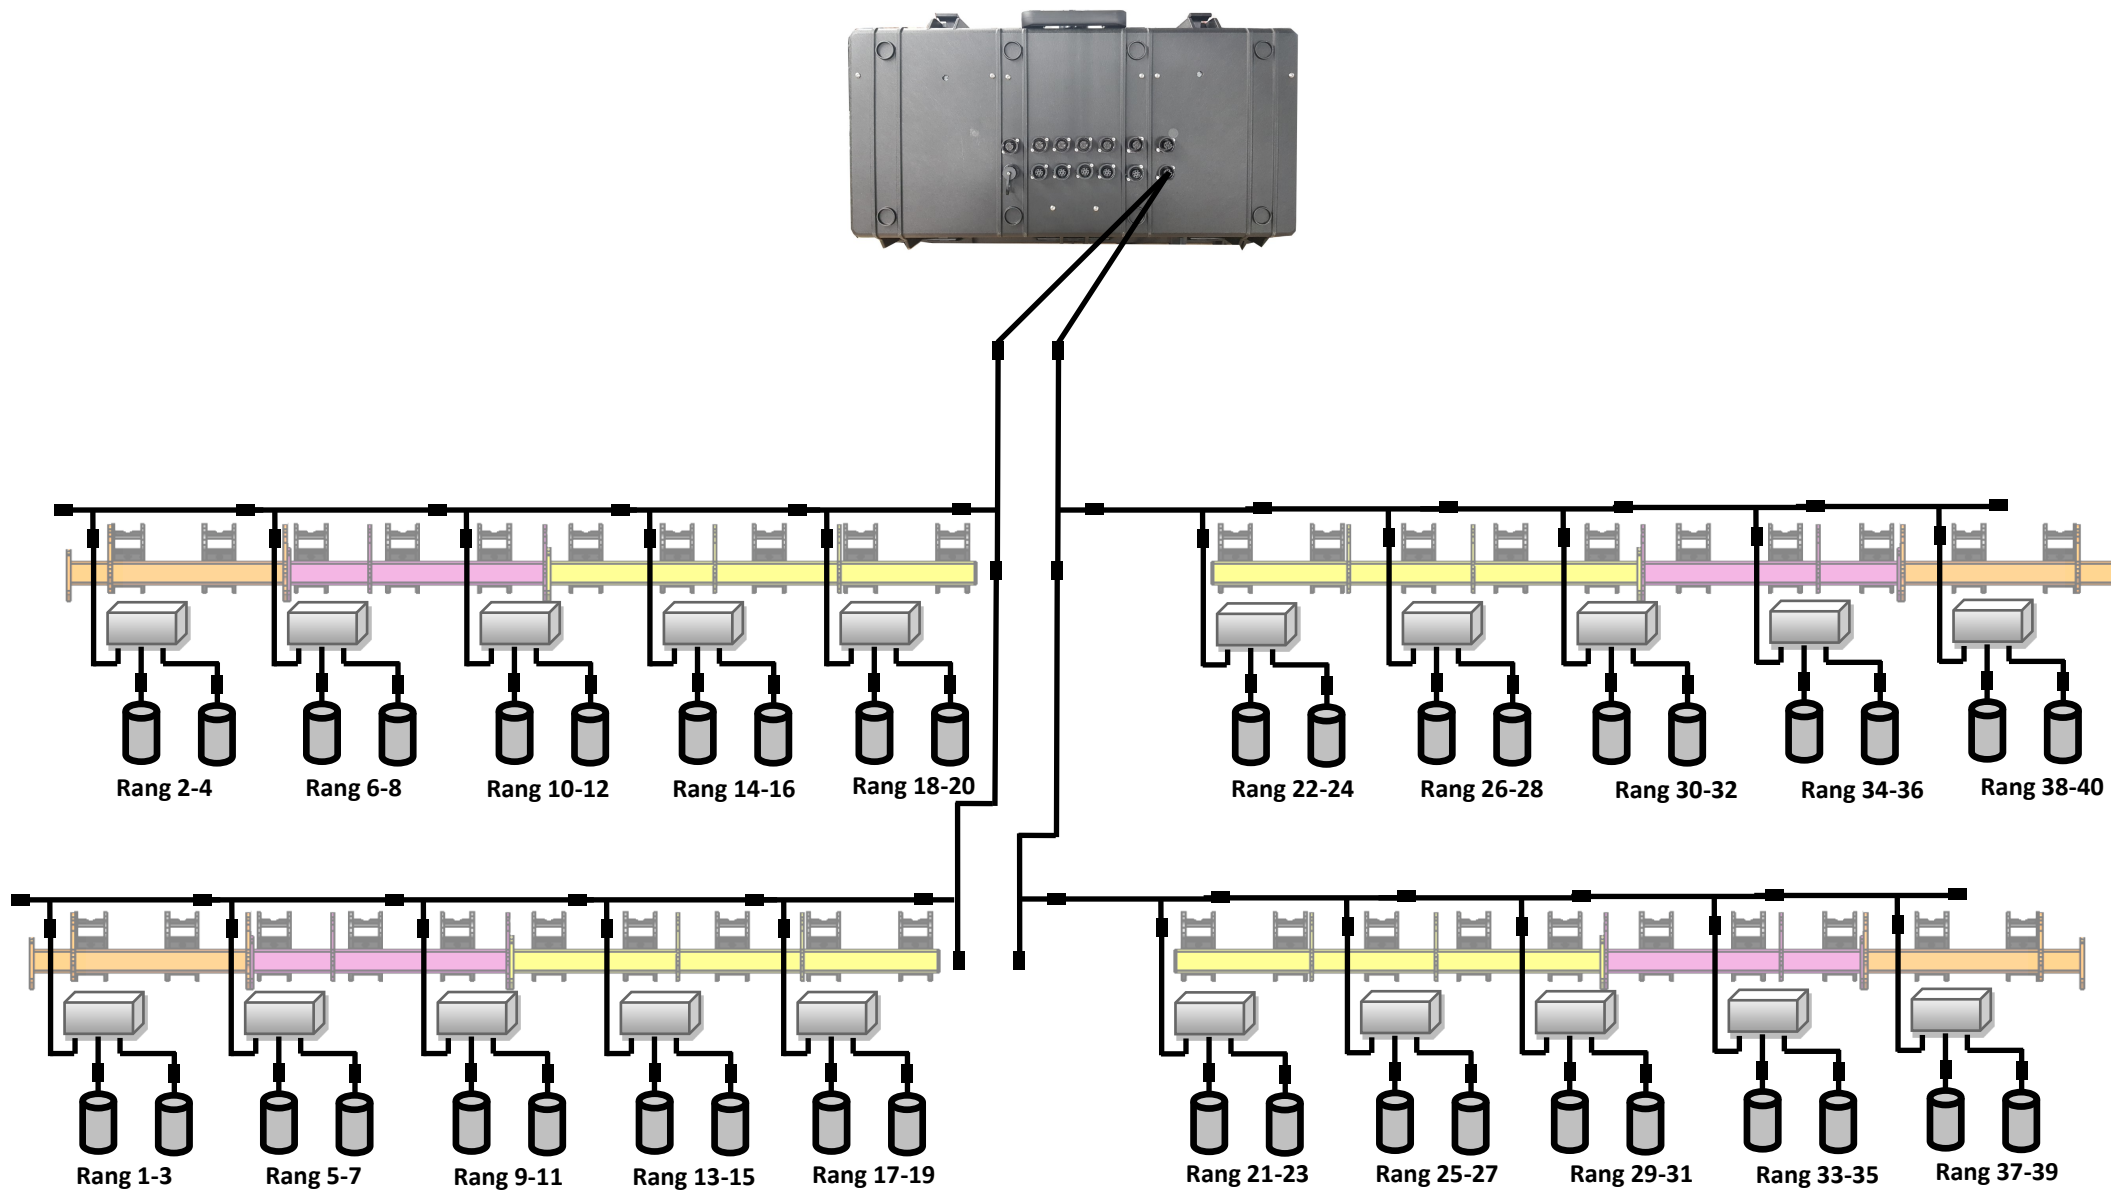 Rang 2-4
Rang 6-8
Rang 10-12
Rang 14-16
Rang 18-20
Rang 22-24
Rang 26-28
Rang 30-32
Rang 34-36
Rang 38-40
Rang 1-3
Rang 5-7
Rang 9-11
Rang 13-15
Rang 17-19
Rang 21-23
Rang 25-27
Rang 29-31
Rang 33-35
Rang 37-39